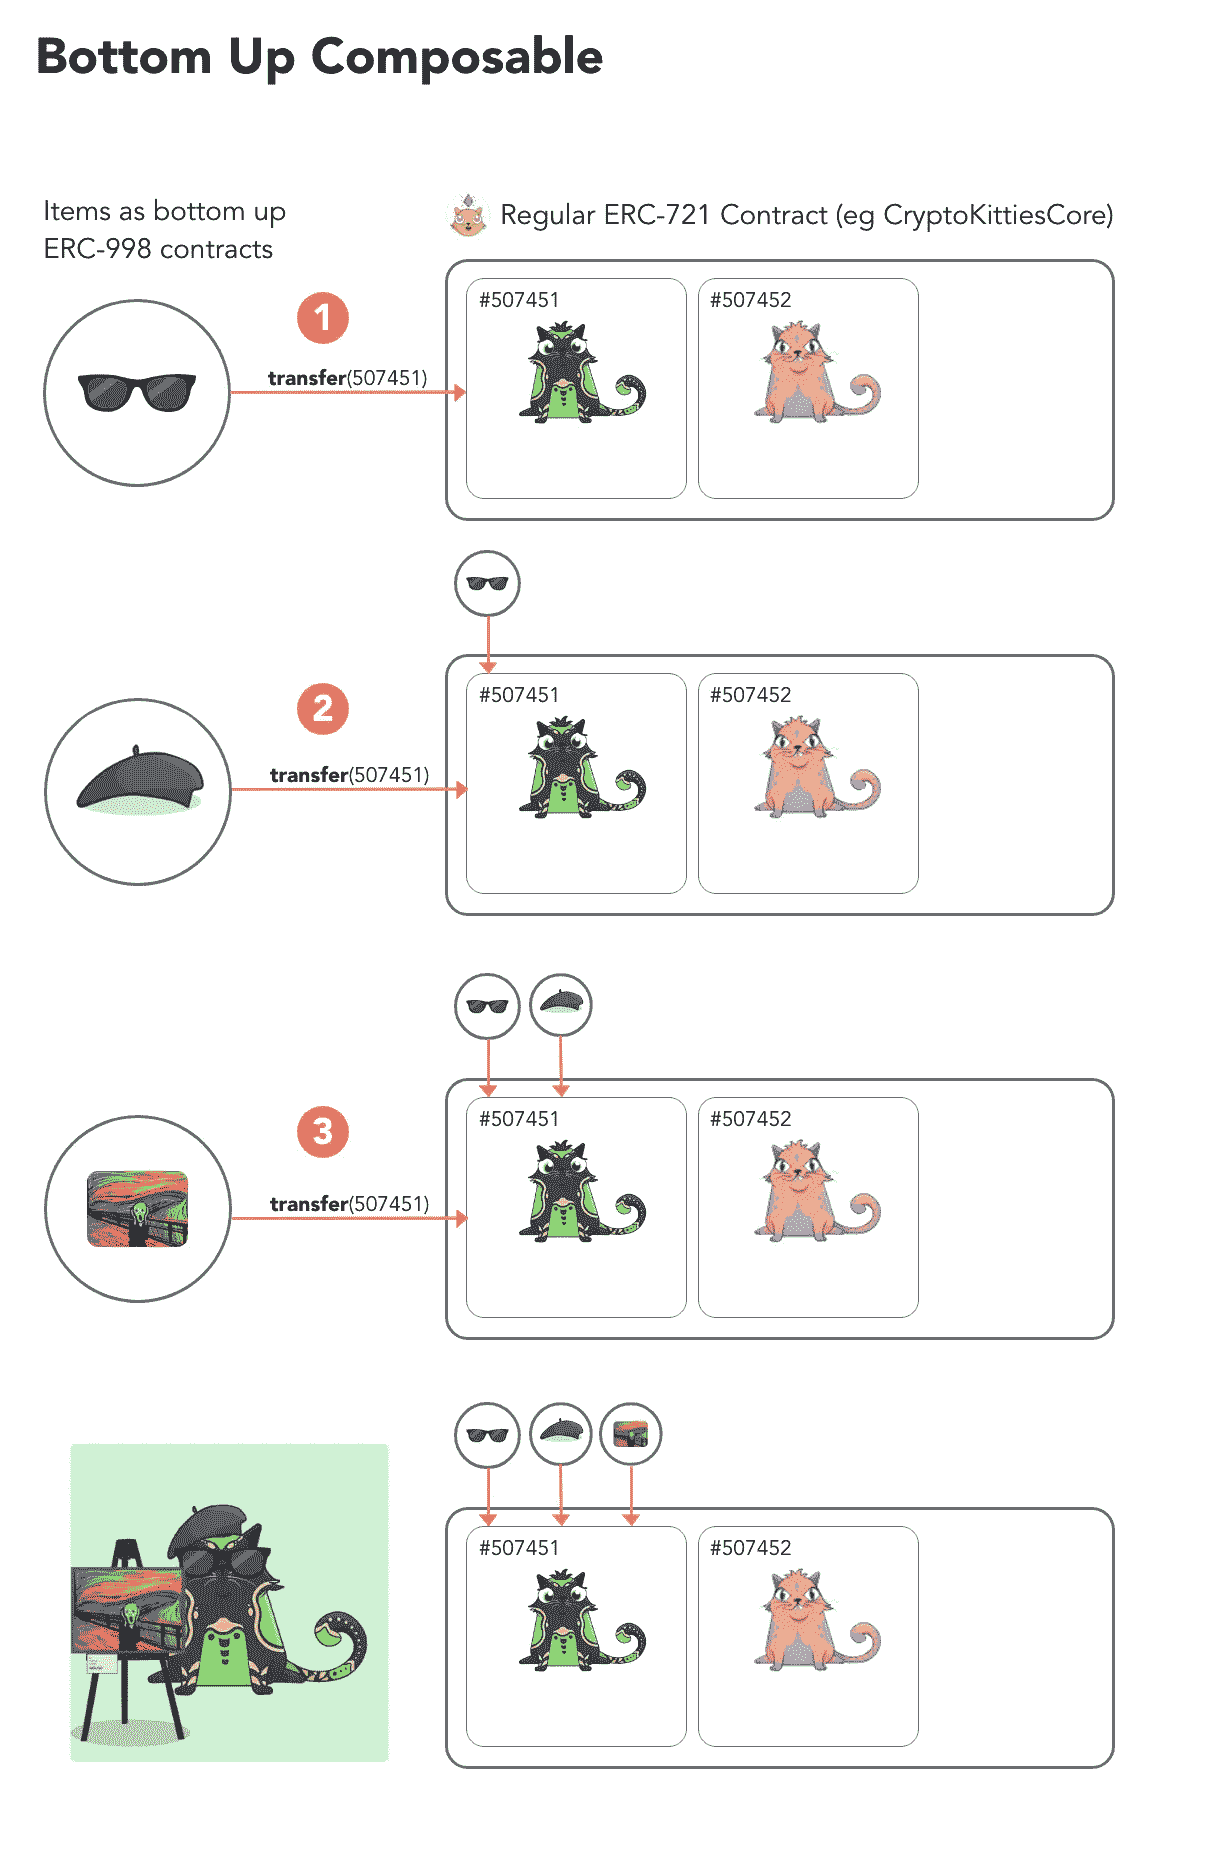 Bottom Up Composable
Items as bottom up
ERC-998 contracts
Regular ERC-721 Contract (eg CryptoKittiesCore)
1
transfer(507451)
#507451
#507452
2
transfer(507451)
#507451
#507452
3
transfer(507451)
#507451
#507452
#507451
#507452